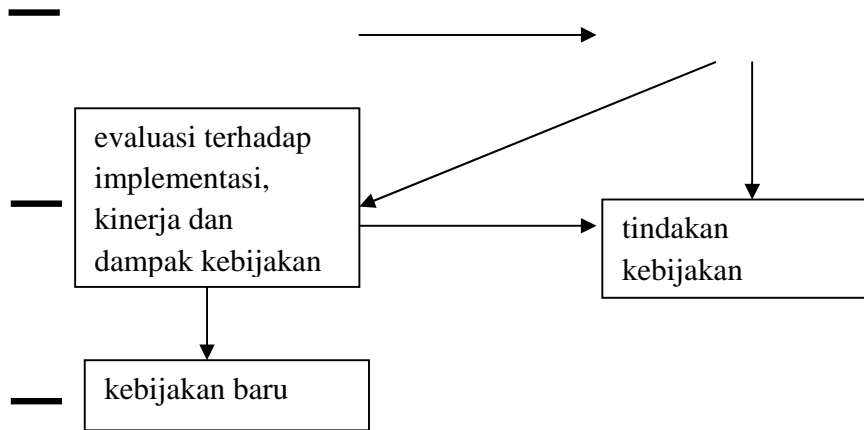 evaluasi terhadap
implementasi,
kinerja dan
dampak kebijakan
tindakan
kebijakan
kebijakan baru